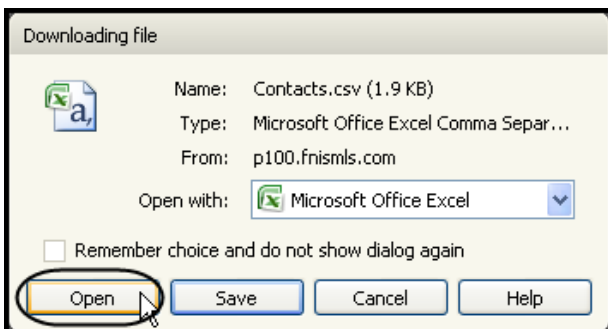 Downloading file
Name: Contacts.csv (1.9 KB)
Type: Microsoft Office Excel Comma Separ...
From: p100.fnismls.com
Open with: Microsoft Office Excel
Remember choice and do not show dialog again
Open Save Cancel Help